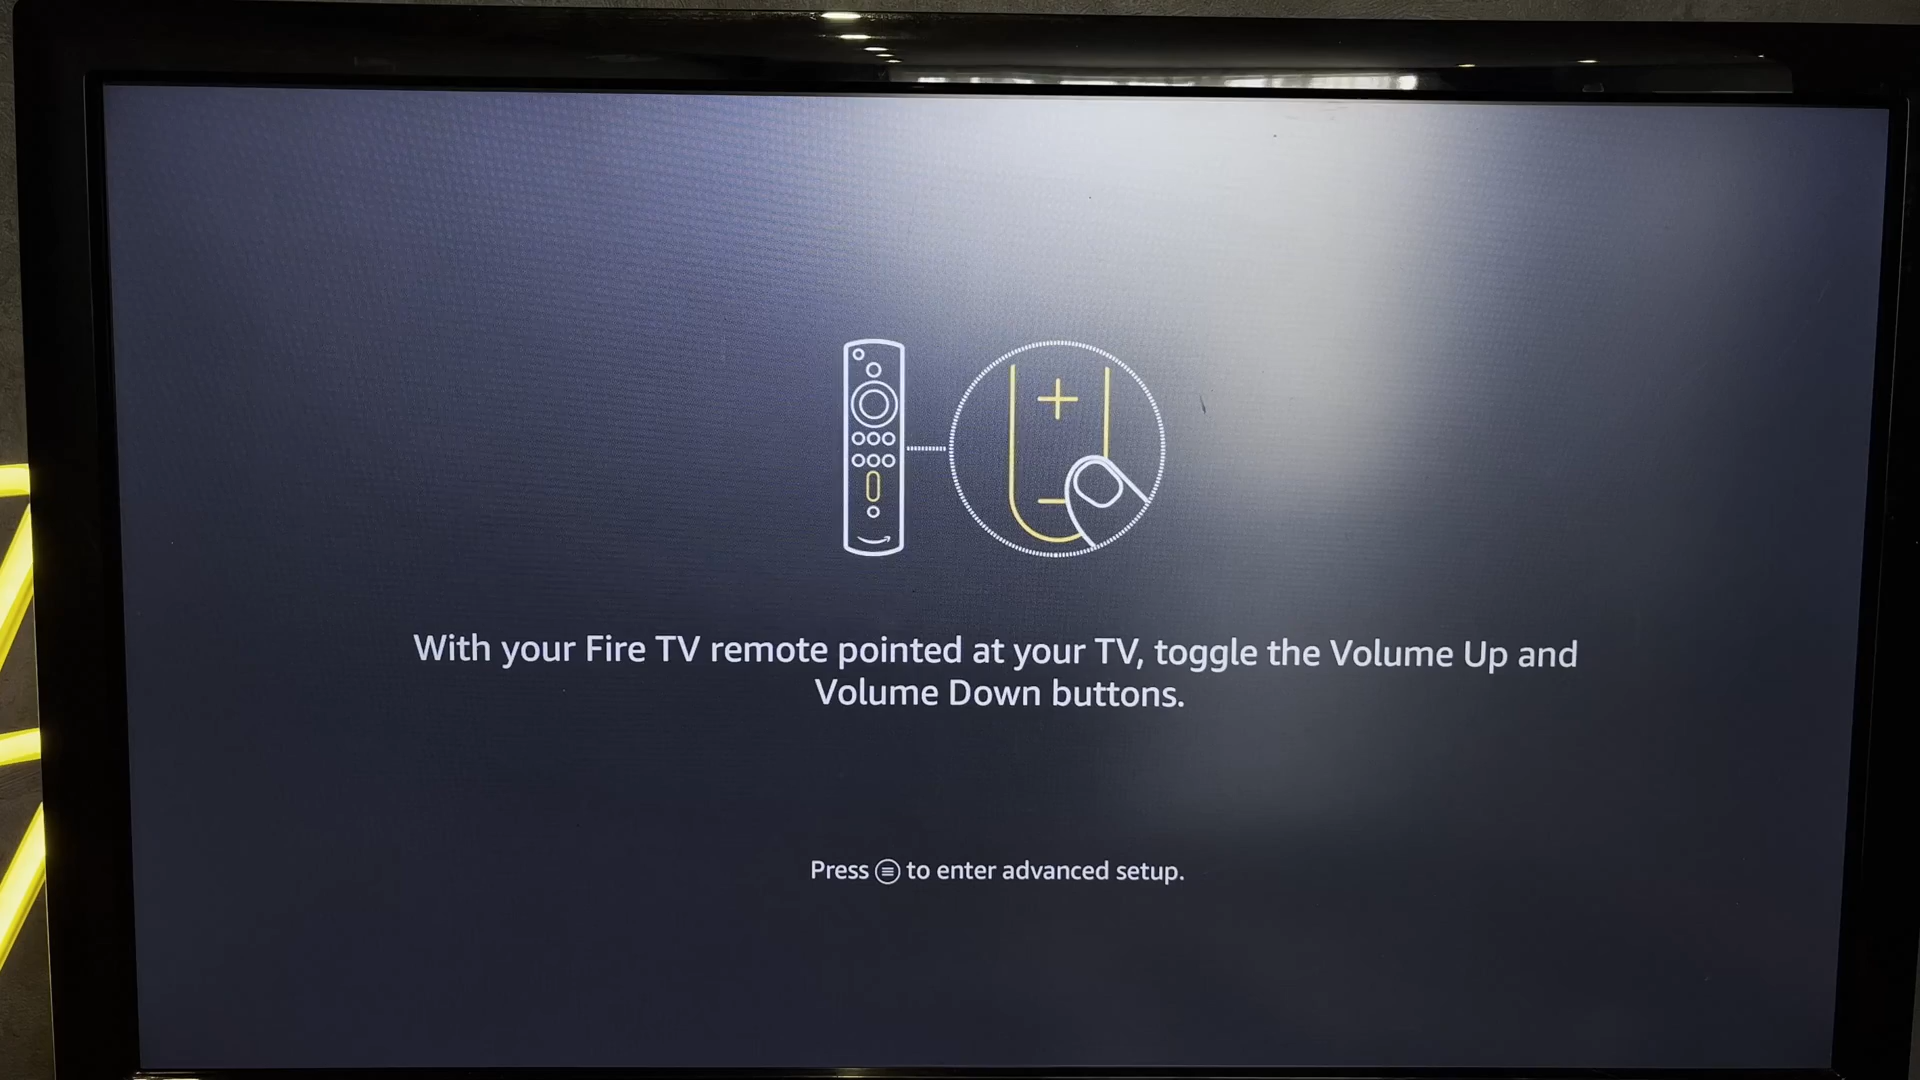 With your Fire TV remote pointed at your TV, toggle the Volume Up and
Volume Down buttons.
Press to enter advanced setup.